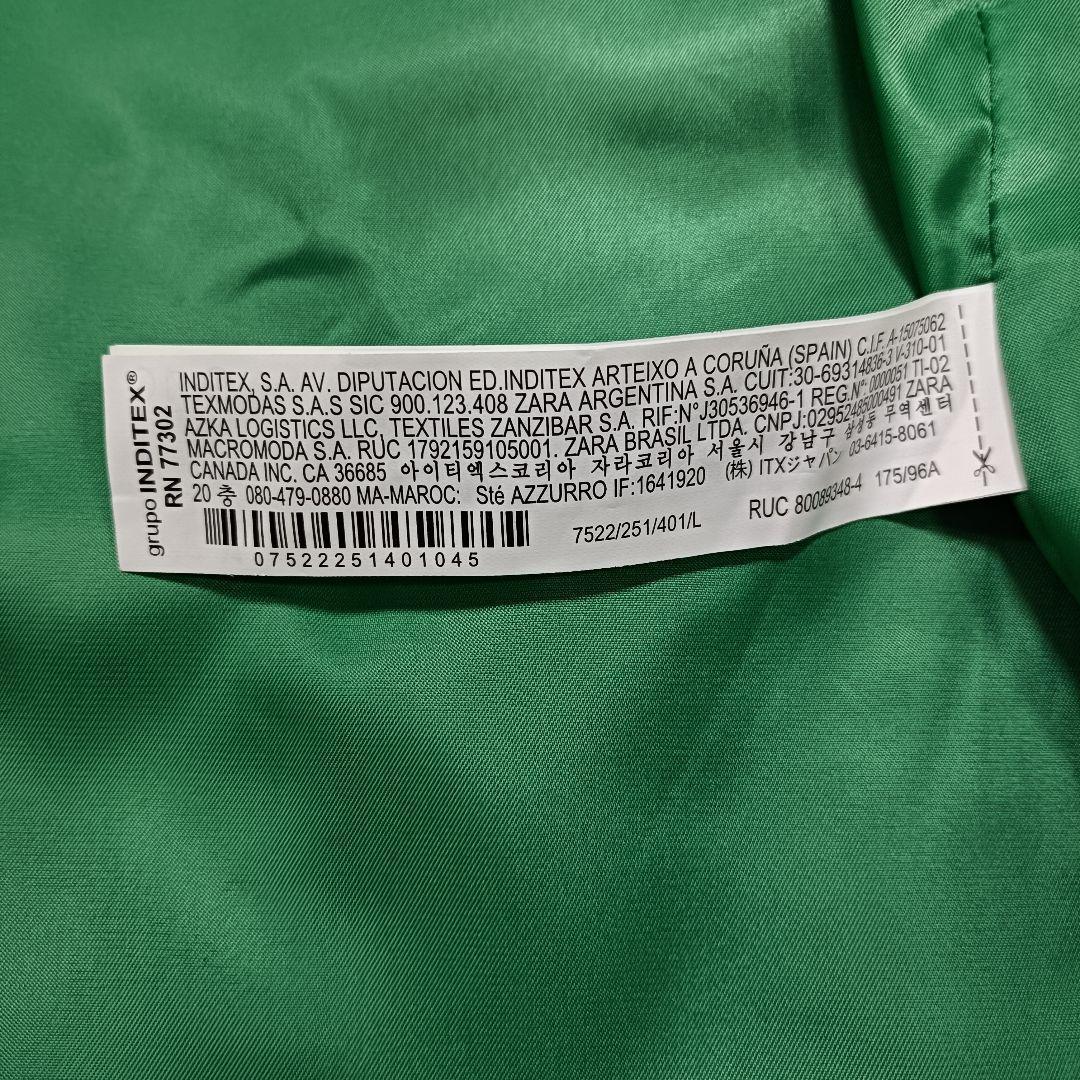 grupo INDITEX®
RN 77302
INDITEX, S.A. AV. DIPUTACION ED.INDITEX ARTEIXO A CORUÑA (SPAIN) C.I.F. A-15075062
TEXMODAS S.A.S SIC 900.123.408 ZARA ARGENTINA S.A. CUIT:30-69314836-3 V-310-01
AZKA LOGISTICS LLC, TEXTILES ZANZIBAR S.A. RIF:N°J30536946-1 REG.N°: 0000051 TI-02
MACROMODA S.A. RUC 1792159105001. ZARA BRASIL LTDA. CNPJ:02952485000491 ZARA
CANADA INC. CA 36685 아이티엑스코리아 자라코리아 서울시 강남구 삼성동 무역센터
20 층 080-479-0880 MA-MAROC: Sté AZZURRO IF:1641920 (株) ITXジャパン 03-6415-8061
7522/251/401/L RUC 80089348-4 175/96A
07522251401045